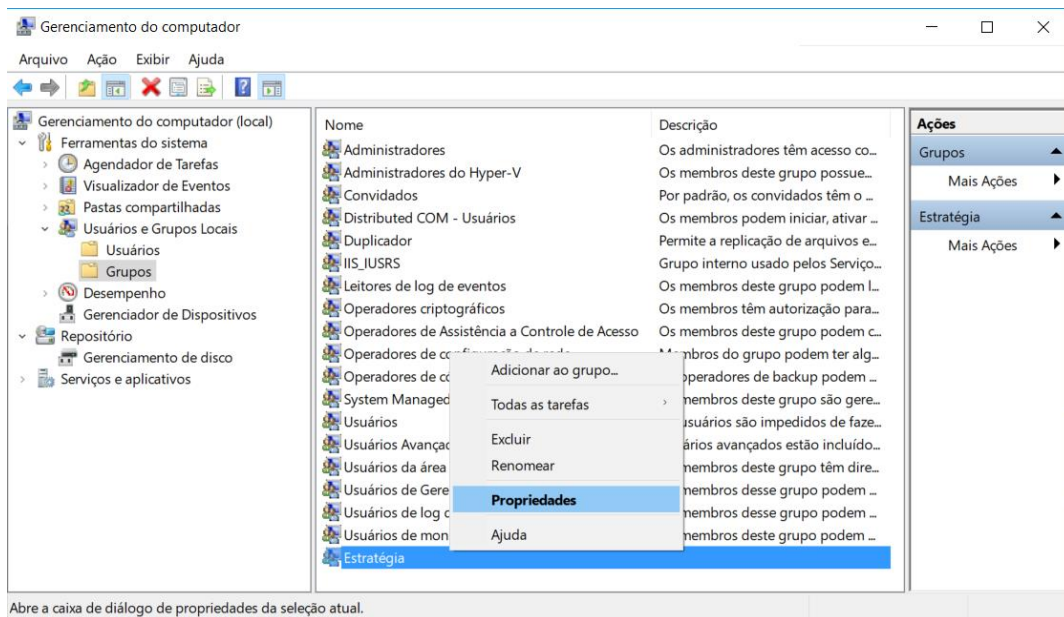 Gerenciamento do computador
Arquivo Ação Exibir Ajuda
Gerenciamento do computador (local)
Ferramentas do sistema
Agendador de Tarefas
Visualizador de Eventos
Pastas compartilhadas
Usuários e Grupos Locais
Usuários
Grupos
Desempenho
Gerenciador de Dispositivos
Repositório
Gerenciamento de disco
Serviços e aplicativos
Nome Descrição
Administradores Os administradores têm acesso co...
Administradores do Hyper-V Os membros deste grupo possue...
Convidados Por padrão, os convidados têm o ...
Distributed COM - Usuários Os membros podem iniciar, ativar ...
Duplicador Permite a replicação de arquivos e...
IIS_IUSRS Grupo interno usado pelos Serviço...
Leitores de log de eventos Os membros deste grupo podem l...
Operadores criptográficos Os membros têm autorização para...
Operadores de Assistência a Controle de Acesso Os membros deste grupo podem c...
Operadores de configuração de rede Membros do grupo podem ter alg...
Operadores de operadores de backup podem ...
System Managed membros deste grupo são gere...
Usuários usuários são impedidos de faze...
Usuários avançados estão incluído...
Usuários da área membros deste grupo têm dire...
Usuários de Gere membros desse grupo podem ...
Usuários de log membros desse grupo podem ...
Usuários de mon membros deste grupo podem ...
Estratégia
Adicionar ao grupo...
Todas as tarefas
Excluir
Renomear
Propriedades
Ajuda
Ações
Grupos
Mais Ações
Estratégia
Mais Ações
Abre a caixa de diálogo de propriedades da seleção atual.